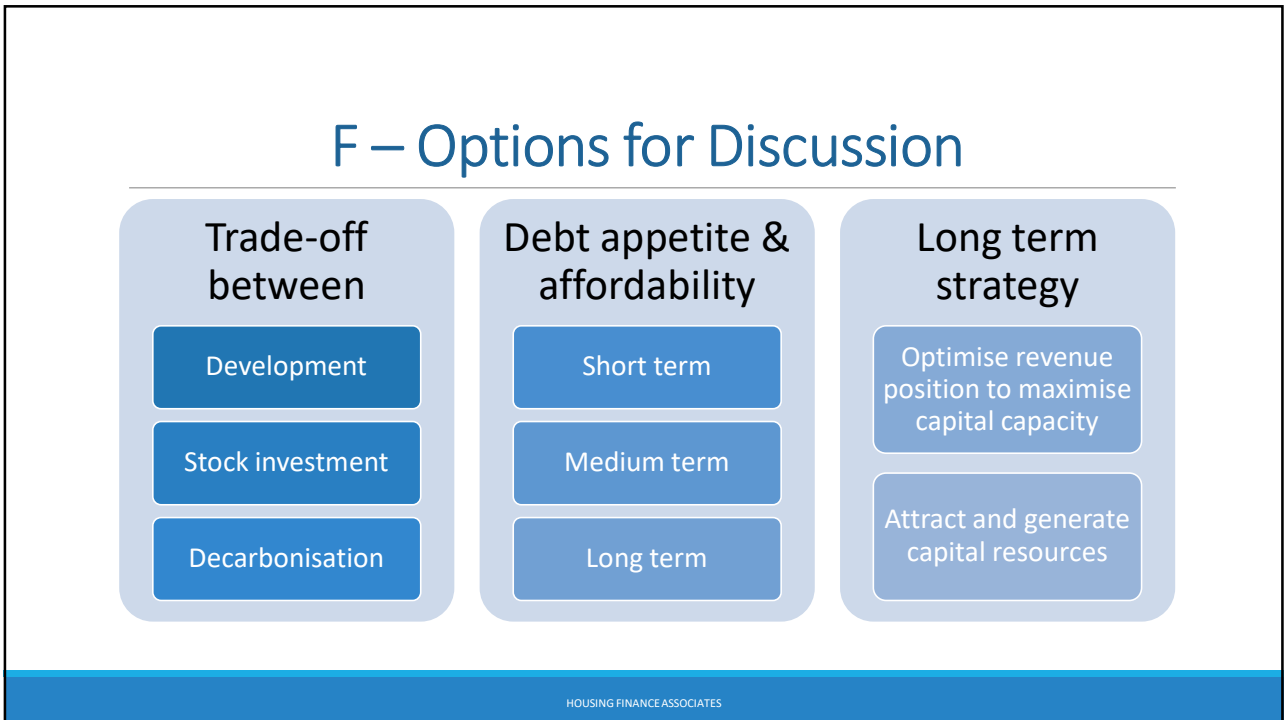 F – Options for Discussion
Trade-off
between
Development
Stock investment
Decarbonisation
Debt appetite &
affordability
Short term
Medium term
Long term
Long term
strategy
Optimise revenue
position to maximise
capital capacity
Attract and generate
capital resources
HOUSING FINANCE ASSOCIATES